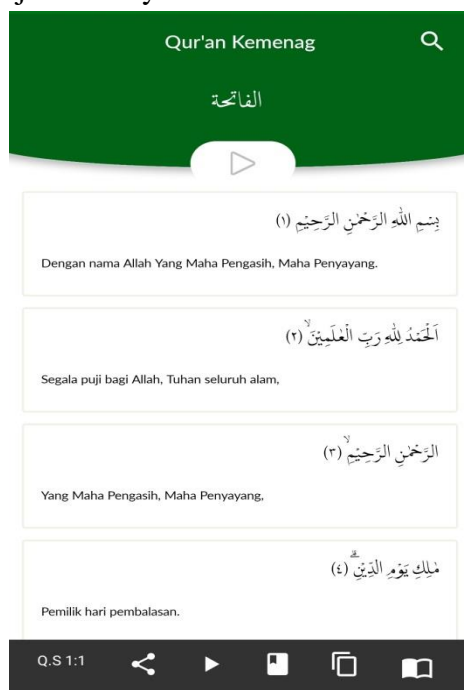 Qur'an Kemenag
الفاتحة
بِسْمِ اللّٰهِ الرَّحْمٰنِ الرَّحِيْمِ (١)
Dengan nama Allah Yang Maha Pengasih, Maha Penyayang.
اَلْحَمْدُ لِلّٰهِ رَبِّ الْعٰلَمِيْنَۙ (٢)
Segala puji bagi Allah, Tuhan seluruh alam,
الرَّحْمٰنِ الرَّحِيْمِۙ (٣)
Yang Maha Pengasih, Maha Penyayang,
مٰلِكِ يَوْمِ الدِّيْنِۗ (٤)
Pemilik hari pembalasan.
Q.S 1:1